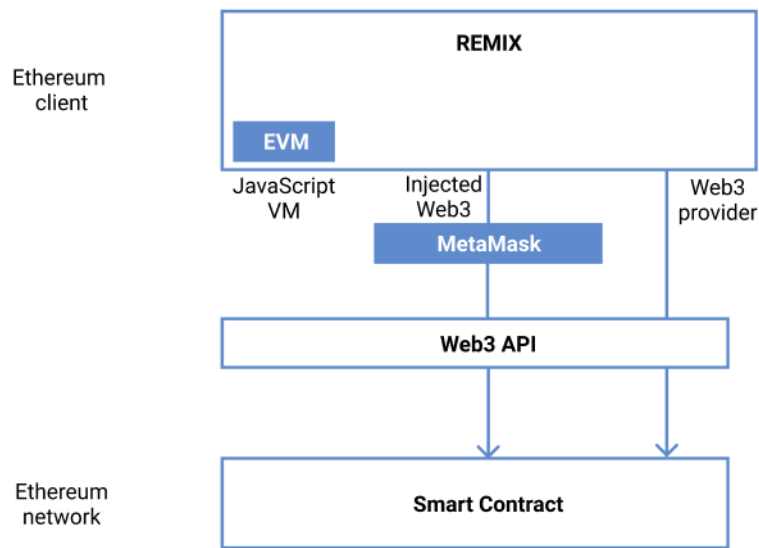 REMIX
Ethereum
client
EVM
JavaScript
VM
Injected
Web3
Web3
provider
MetaMask
Web3 API
Ethereum
network
Smart Contract